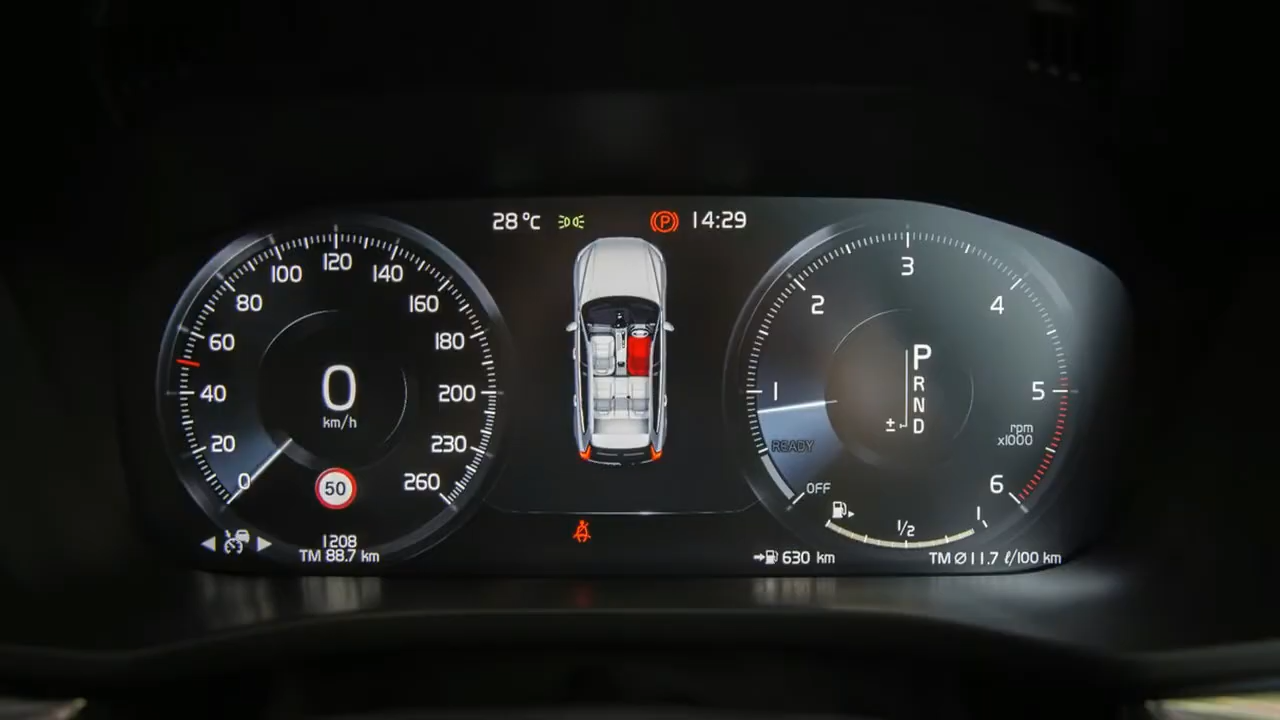 28°C
P 14:29
0
20
40
60
80
100
120
140
160
180
200
230
260
0
km/h
50
1208
TM 88.7 km
OFF
READY
1
2
3
4
5
6
rpm
x1000
P
R
N
± D
1/2
1
630 km
TM Ø 11.7 ℓ/100 km